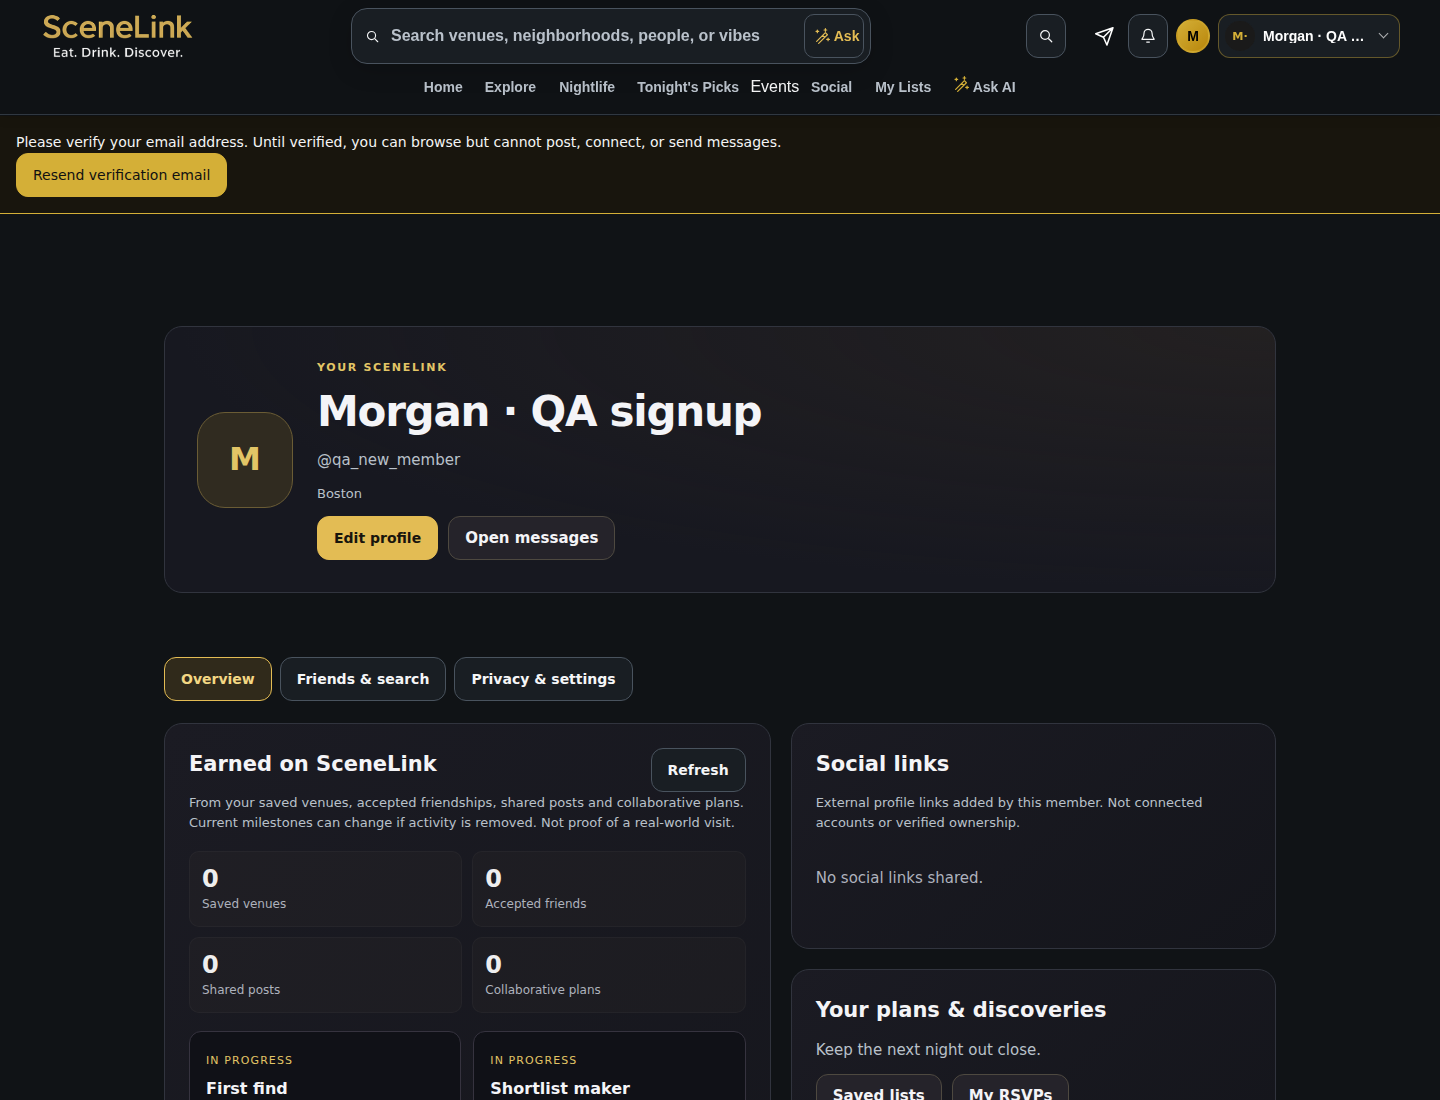 SceneLink
Eat. Drink. Discover.
Search venues, neighborhoods, people, or vibes
Ask
M
M·
Morgan · QA ...
Home
Explore
Nightlife
Tonight's Picks
Events
Social
My Lists
Ask AI
Please verify your email address. Until verified, you can browse but cannot post, connect, or send messages.
Resend verification email
M
YOUR SCENELINK
Morgan · QA signup
@qa_new_member
Boston
Edit profile
Open messages
Overview
Friends & search
Privacy & settings
Earned on SceneLink
Refresh
From your saved venues, accepted friendships, shared posts and collaborative plans.
Current milestones can change if activity is removed. Not proof of a real-world visit.
0
Saved venues
0
Accepted friends
0
Shared posts
0
Collaborative plans
IN PROGRESS
First find
IN PROGRESS
Shortlist maker
Social links
External profile links added by this member. Not connected
accounts or verified ownership.
No social links shared.
Your plans & discoveries
Keep the next night out close.
Saved lists
My RSVPs